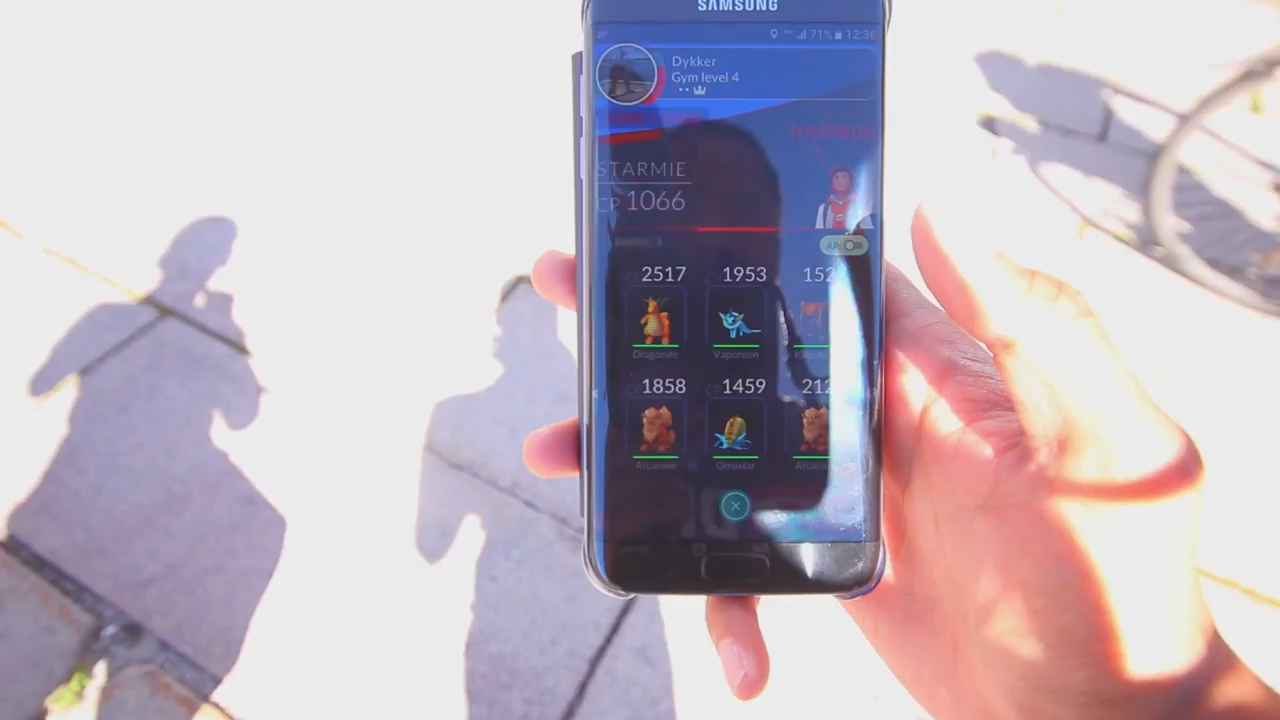 SAMSUNG
71% 12:36
Dykker
Gym level 4
STARMIE
CP 1066
2517 1953
Dragonite Vaporeon
1858 CP 1459
Arcanine Omastar